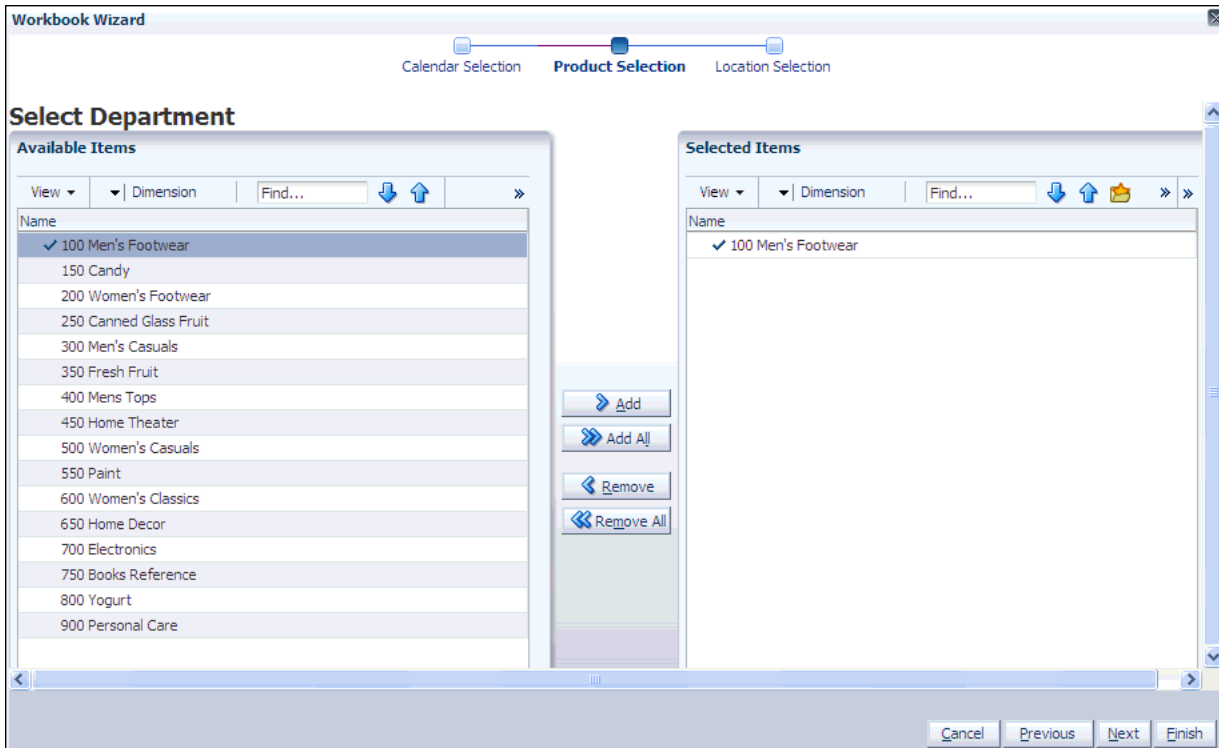 Workbook Wizard
Calendar Selection Product Selection Location Selection
Select Department
Available Items
View Dimension Find...
Name
100 Men's Footwear
150 Candy
200 Women's Footwear
250 Canned Glass Fruit
300 Men's Casuals
350 Fresh Fruit
400 Mens Tops
450 Home Theater
500 Women's Casuals
550 Paint
600 Women's Classics
650 Home Decor
700 Electronics
750 Books Reference
800 Yogurt
900 Personal Care
Add
Add All
Remove
Remove All
Selected Items
View Dimension Find...
Name
100 Men's Footwear
Cancel Previous Next Finish